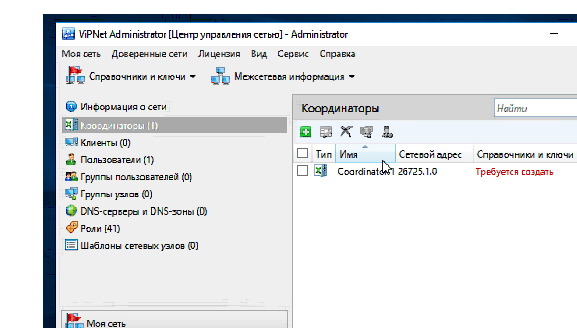 ViPNet Administrator [Центр управления сетью] - Administrator
Моя сеть Доверенные сети Лицензия Вид Сервис Справка
Справочники и ключи Межсетевая информация
Информация о сети
Координаторы (1)
Клиенты (0)
Пользователи (1)
Группы пользователей (0)
Группы узлов (0)
DNS-серверы и DNS-зоны (0)
Роли (41)
Шаблоны сетевых узлов (0)
Моя сеть
Координаторы Найти
Тип Имя Сетевой адрес Справочники и ключи
Coordinator 1 26725.1.0 Требуется создать